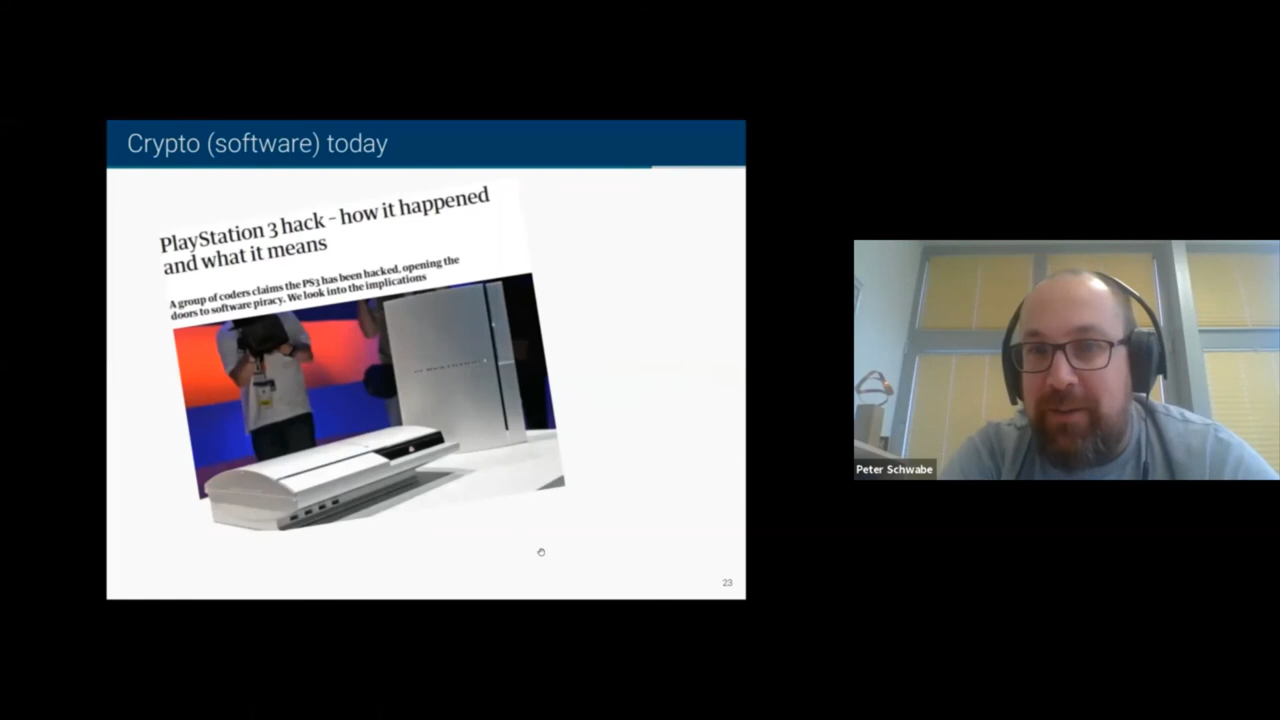 Crypto (software) today
PlayStation 3 hack – how it happened
and what it means
A group of coders claims the PS3 has been hacked, opening the
doors to software piracy. We look into the implications
23
Peter Schwabe